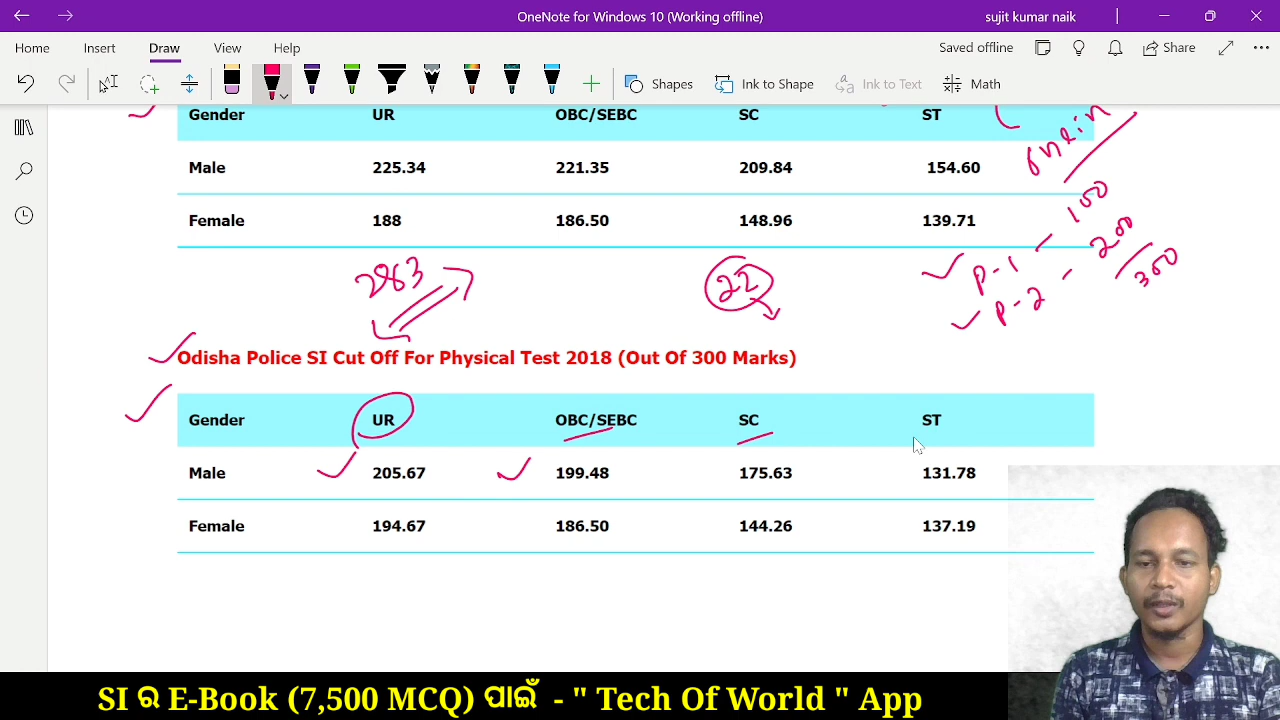 OneNote for Windows 10 (Working offline)
sujit kumar naik
Home Insert Draw View Help
Saved offline Share
Shapes Ink to Shape Ink to Text Math
Gender UR OBC/SEBC SC ST
Male 225.34 221.35 209.84 154.60
Female 188 186.50 148.96 139.71
100
283 22 P-1 - 200
P-2 - 300
Odisha Police SI Cut Off For Physical Test 2018 (Out Of 300 Marks)
Gender UR OBC/SEBC SC ST
Male 205.67 199.48 175.63 131.78
Female 194.67 186.50 144.26 137.19
SI ର E-Book (7,500 MCQ) ପାଇଁ - " Tech Of World " App